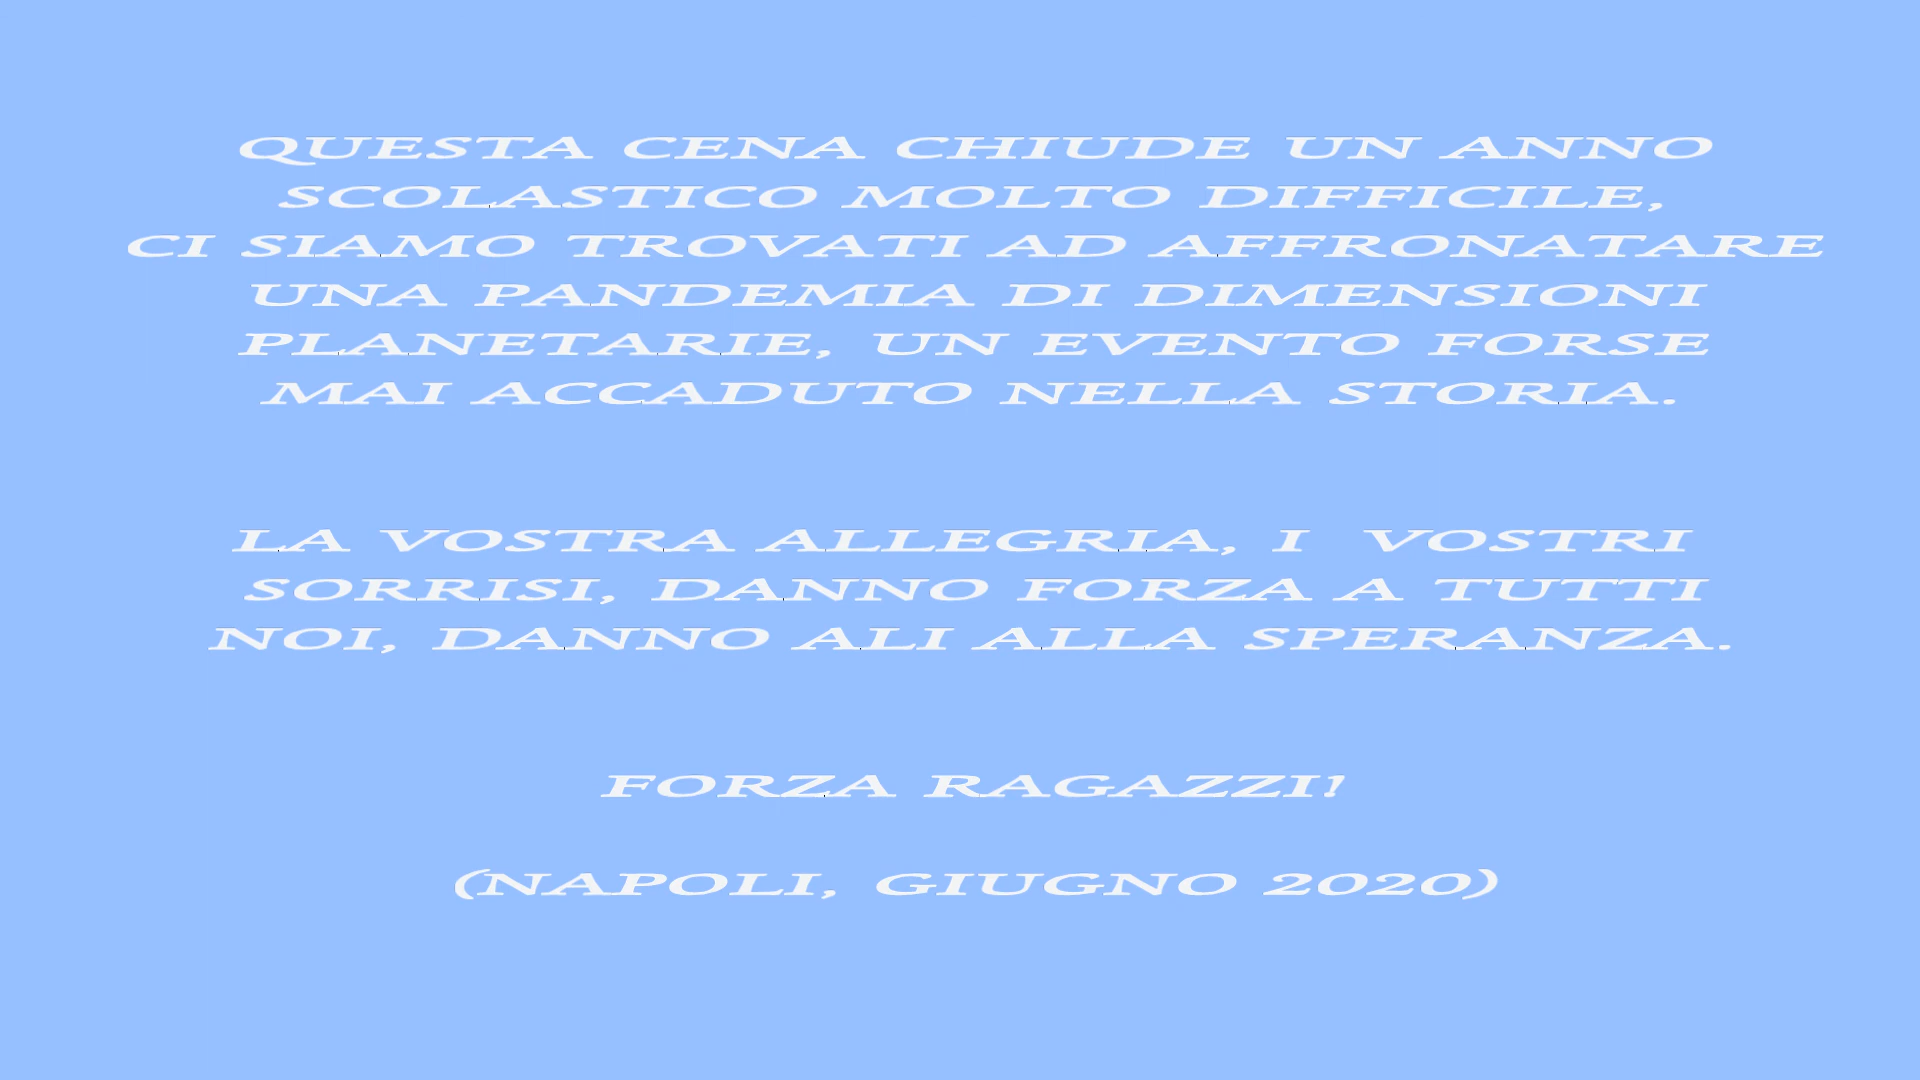 QUESTA CENA CHIUDE UN ANNO
SCOLASTICO MOLTO DIFFICILE,
CI SIAMO TROVATI AD AFFRONATARE
UNA PANDEMIA DI DIMENSIONI
PLANETARIE, UN EVENTO FORSE
MAI ACCADUTO NELLA STORIA.
LA VOSTRA ALLEGRIA, I VOSTRI
SORRISI, DANNO FORZA A TUTTI
NOI, DANNO ALI ALLA SPERANZA.
FORZA RAGAZZI!
(NAPOLI, GIUGNO 2020)